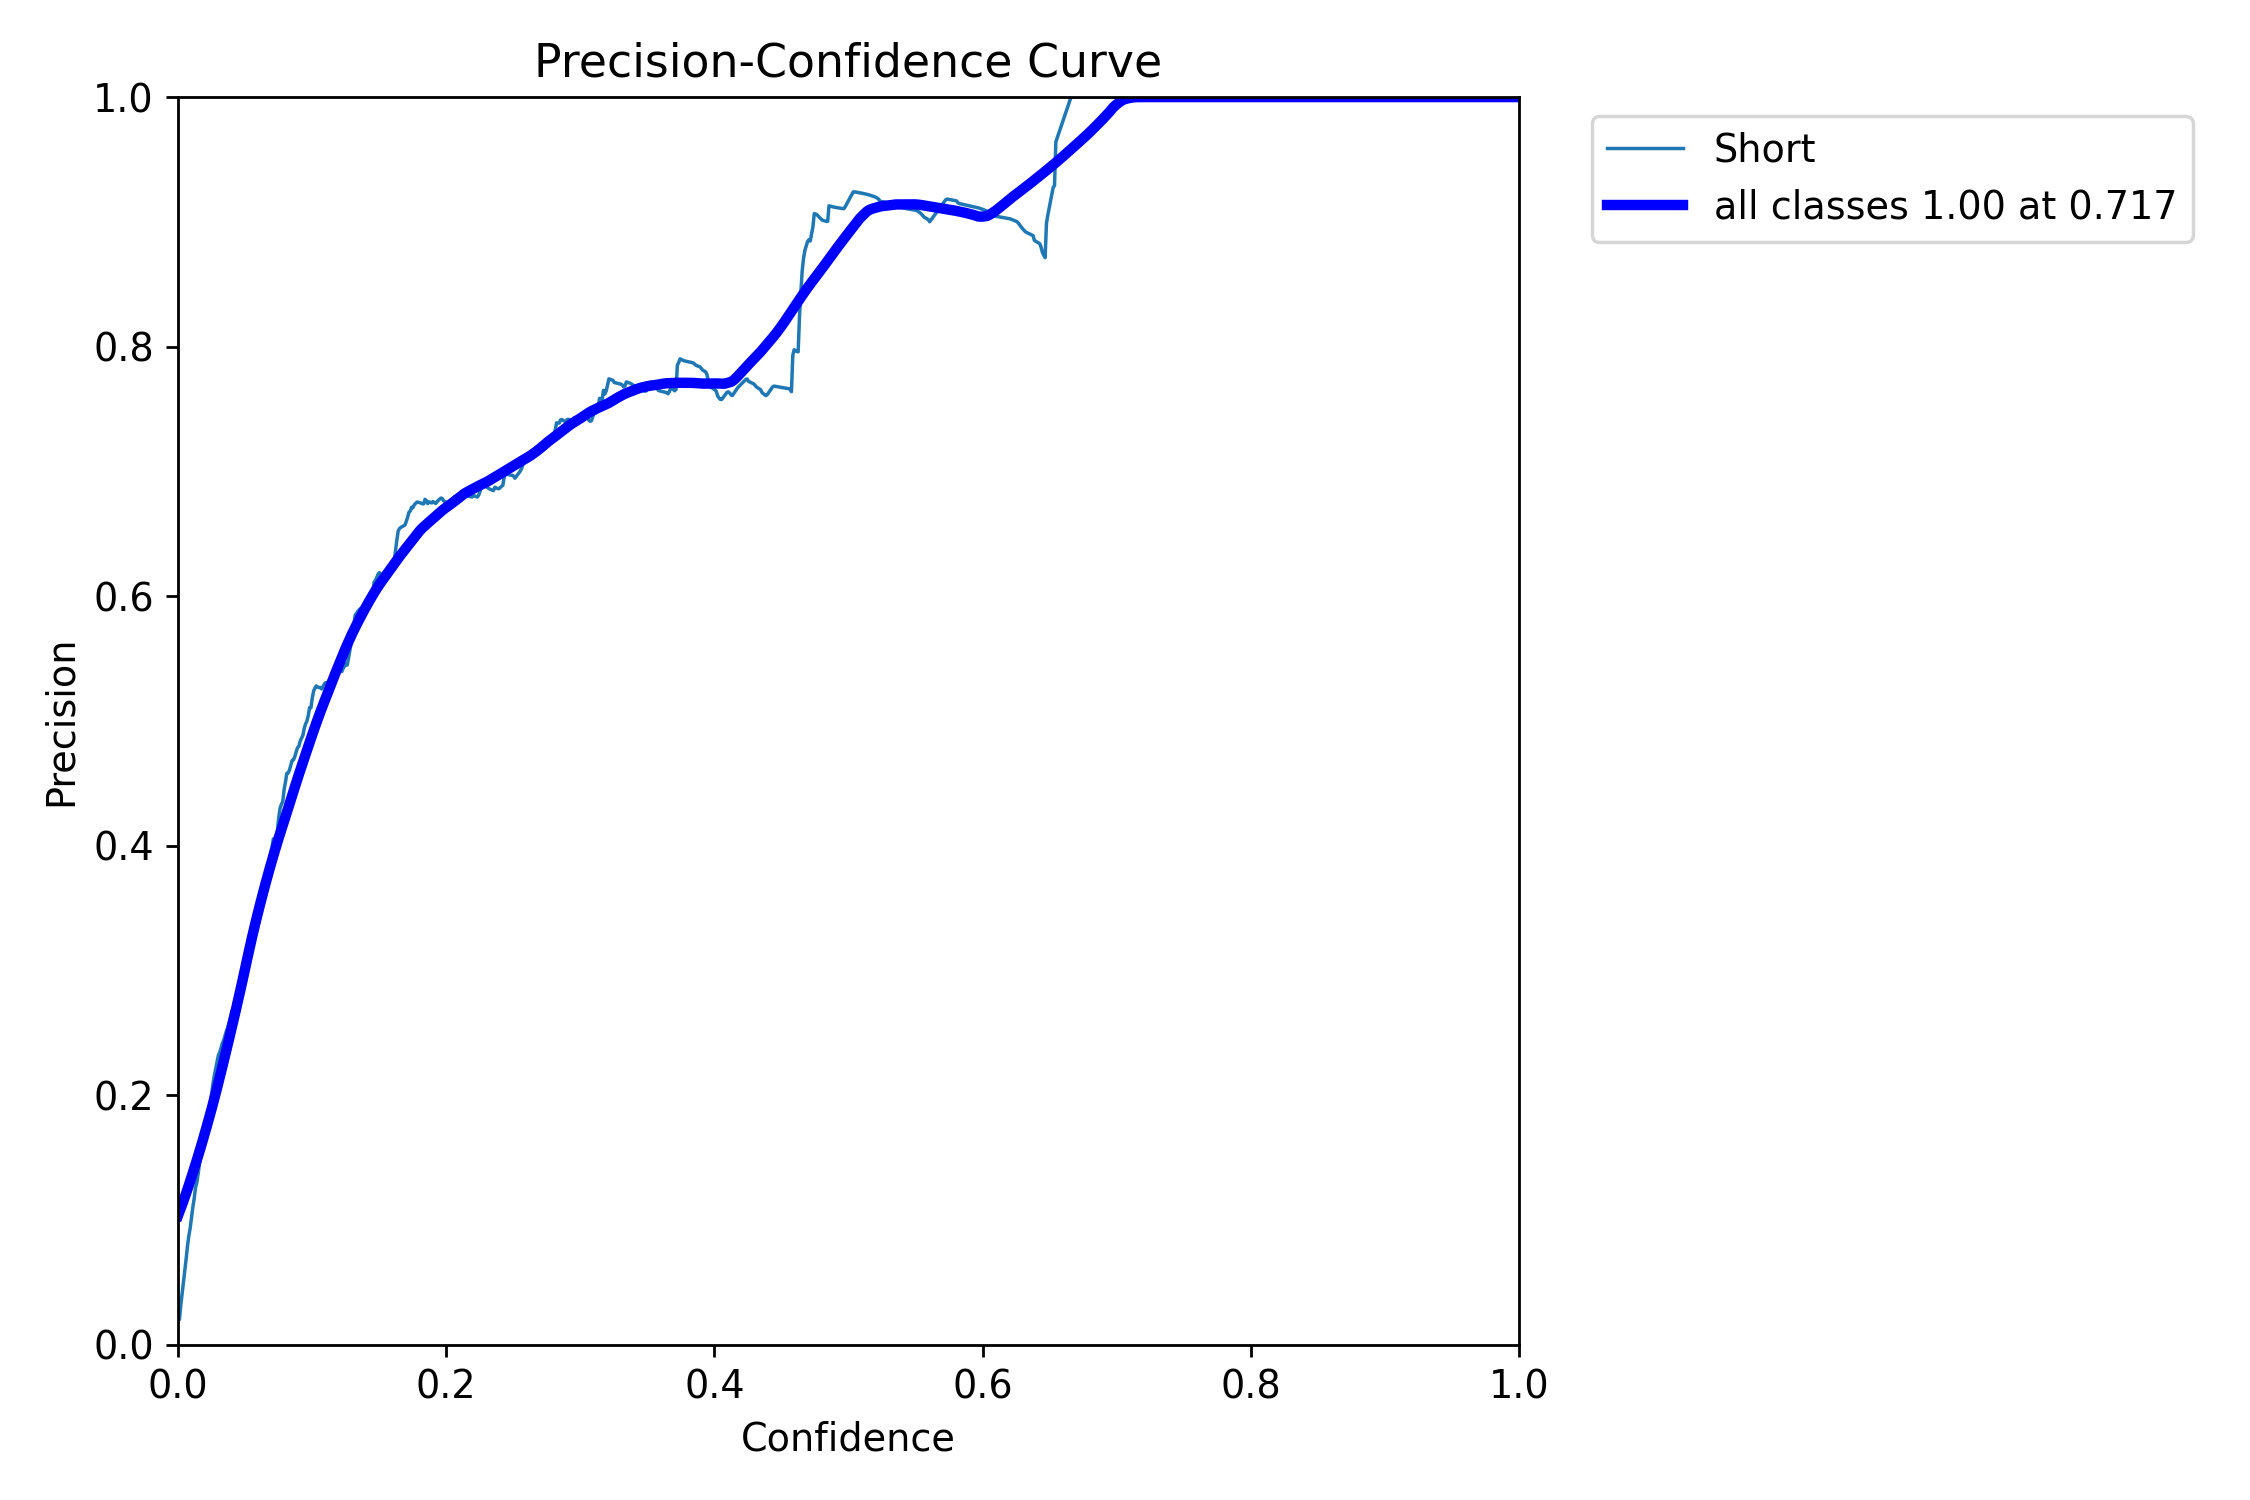 Precision-Confidence Curve
1.0
0.8
0.6
0.4
0.2
0.0
Precision
0.0 0.2 0.4 0.6 0.8 1.0
Confidence
Short
all classes 1.00 at 0.717